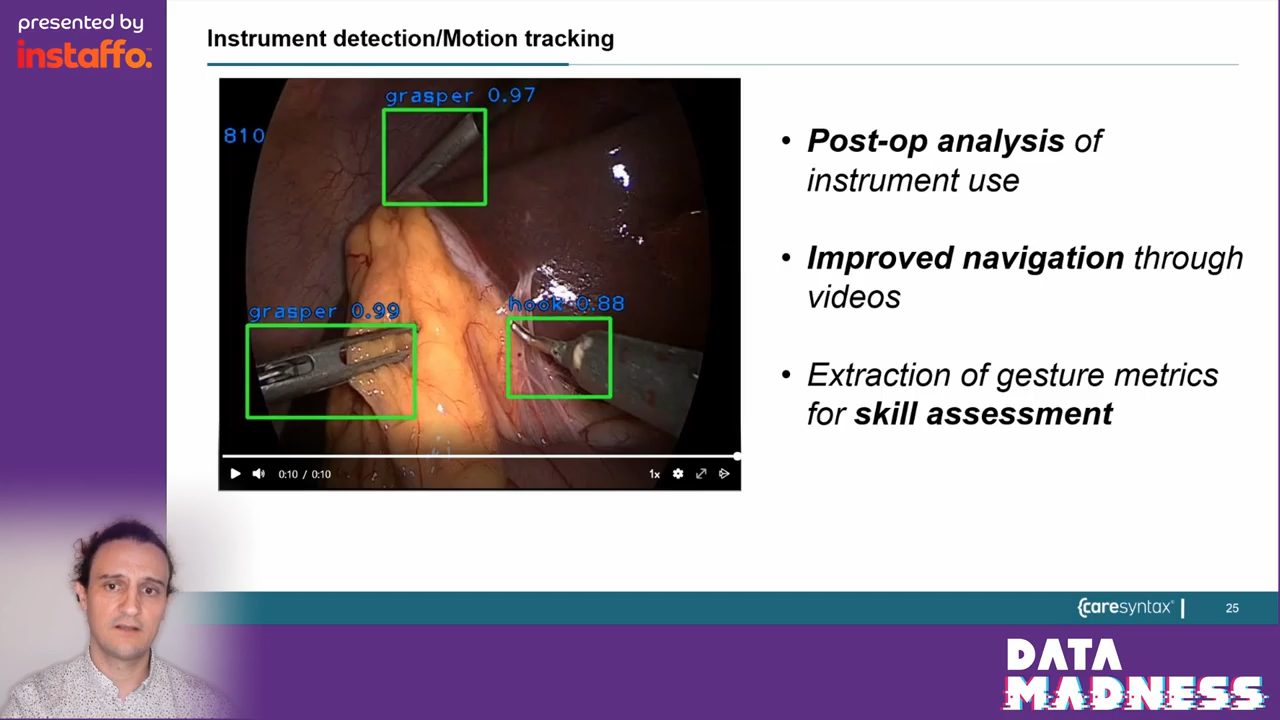 presented by
instaffo.
Instrument detection/Motion tracking
grasper 0.97
810
grasper 0.99
hook 0.88
0:10 / 0:10
1x
• Post-op analysis of
instrument use
• Improved navigation through
videos
• Extraction of gesture metrics
for skill assessment
{caresyntax® |
25
DATA
MADNESS